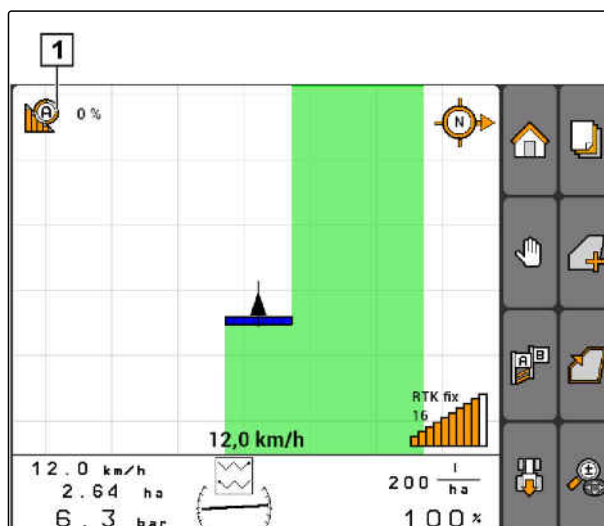 1
A
0 %
N
A B
RTK fix
16
12,0 km/h
12.0 km/h
2.64 ha
6.3 bar
200 l/ha
100 %